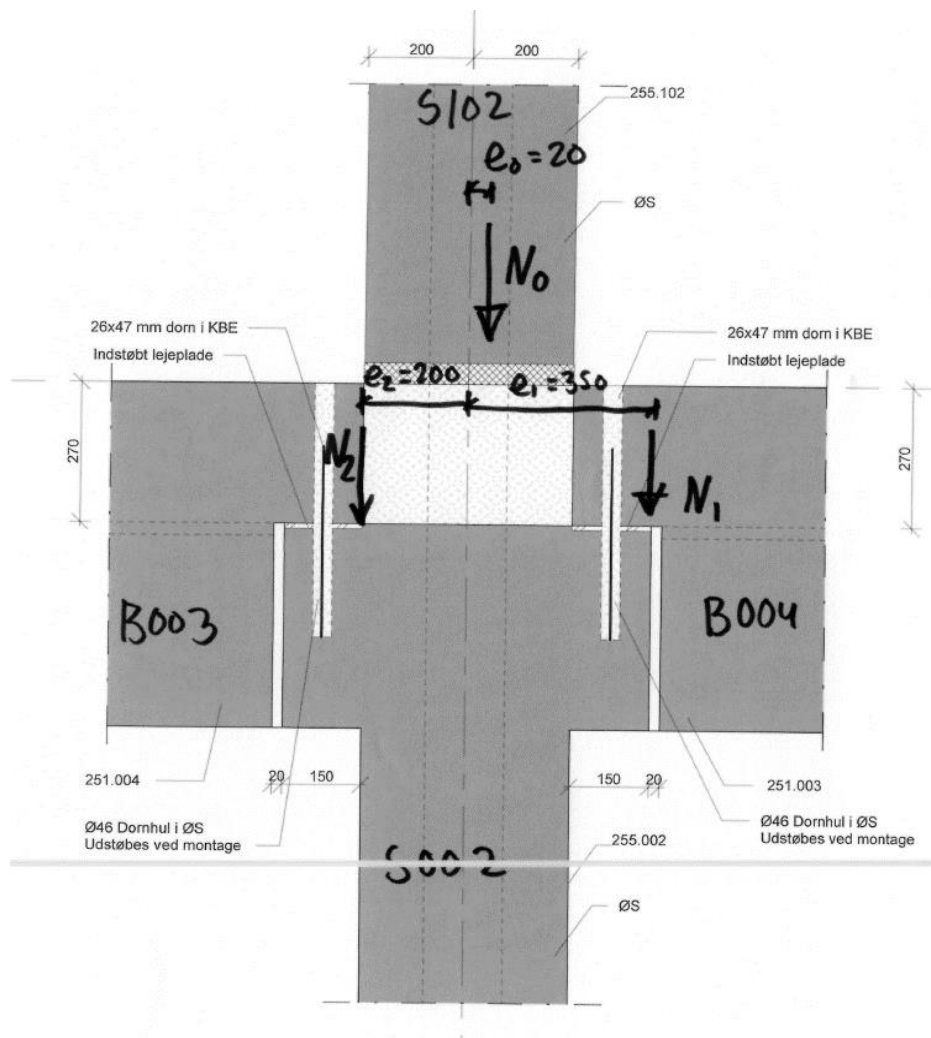 200
200
255.102
S102
e₀=20
ØS
N₀
26x47 mm dorn i KBE
Indstøbt lejeplade
26x47 mm dorn i KBE
Indstøbt lejeplade
e₂=200
e₁=350
270
270
N₂
N₁
B003
B004
251.004
20
150
150
20
251.003
Ø46 Dornhul i ØS
Udstøbes ved montage
Ø46 Dornhul i ØS
Udstøbes ved montage
255.002
S002
ØS